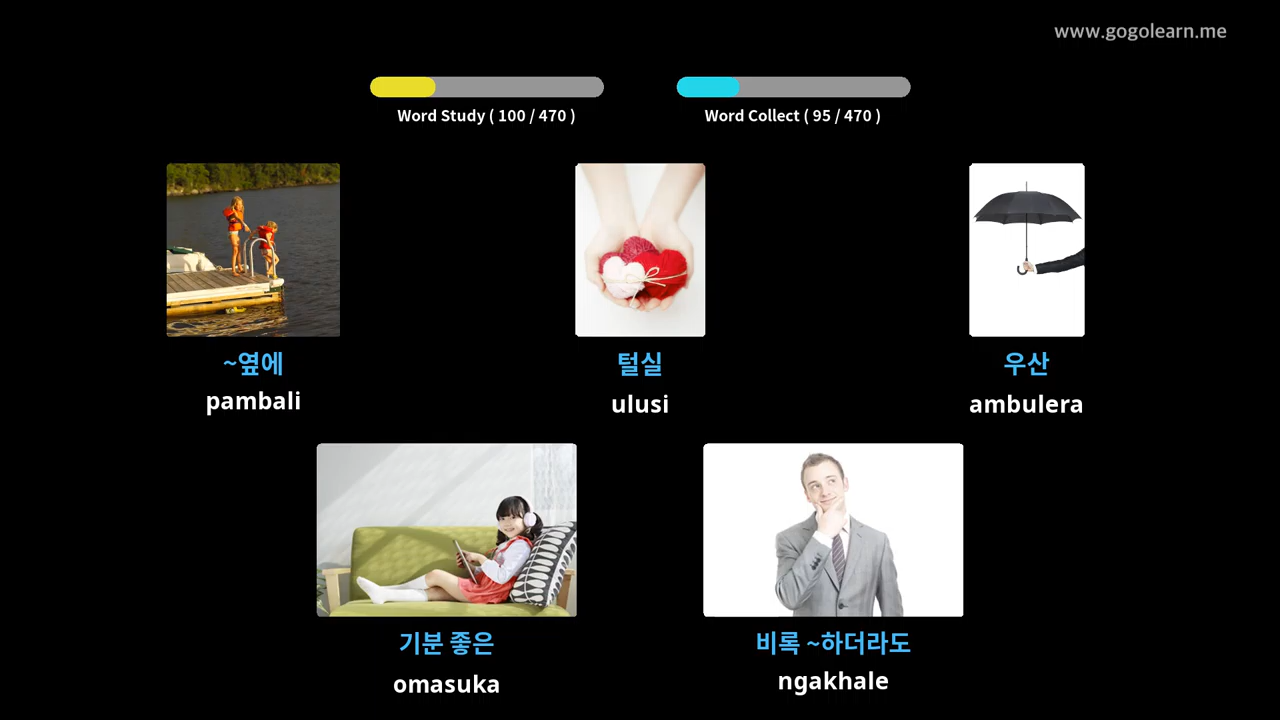 www.gogolearn.me
Word Study ( 100 / 470 )
Word Collect ( 95 / 470 )
~옆에
pambali
털실
ulusi
우산
ambulera
기분 좋은
omasuka
비록 ~하더라도
ngakhale